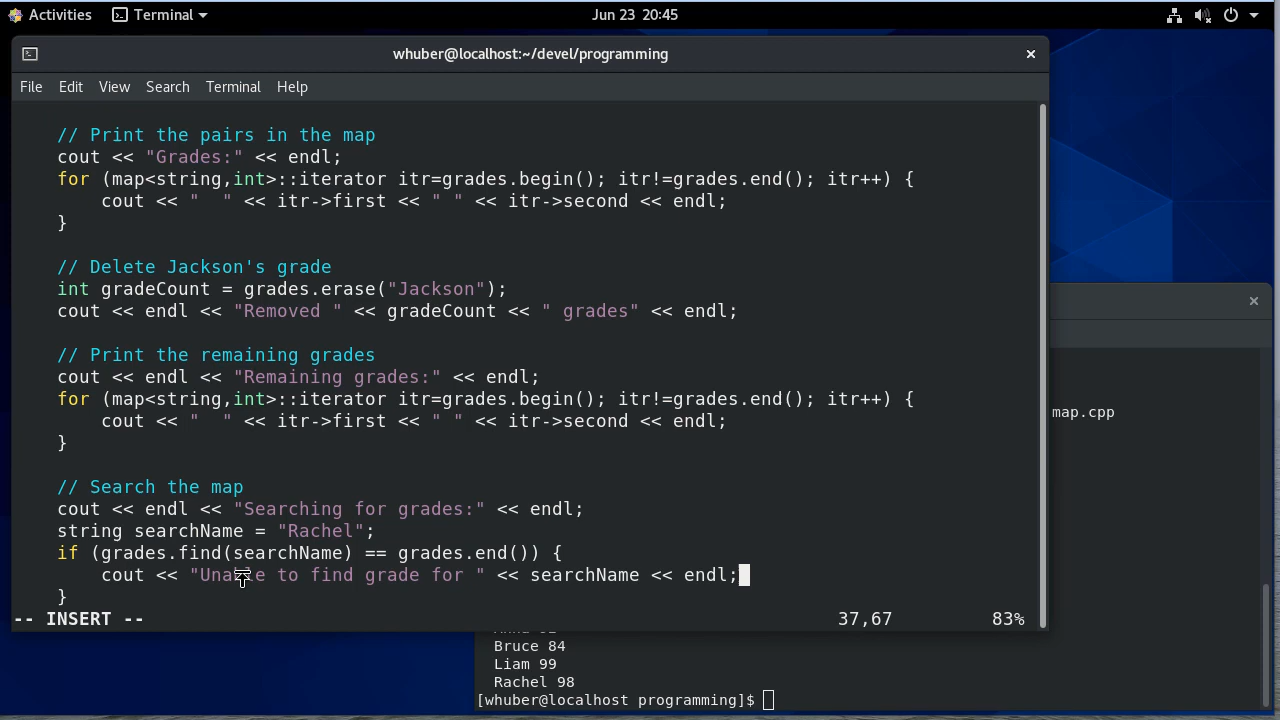 Activities Terminal Jun 23 20:45
whuber@localhost:~/devel/programming
File Edit View Search Terminal Help
// Print the pairs in the map
cout << "Grades:" << endl;
for (map<string,int>::iterator itr=grades.begin(); itr!=grades.end(); itr++) {
cout << "  " << itr->first << " " << itr->second << endl;
}
// Delete Jackson's grade
int gradeCount = grades.erase("Jackson");
cout << endl << "Removed " << gradeCount << " grades" << endl;
// Print the remaining grades
cout << endl << "Remaining grades:" << endl;
for (map<string,int>::iterator itr=grades.begin(); itr!=grades.end(); itr++) {
cout << "  " << itr->first << " " << itr->second << endl;
}
// Search the map
cout << endl << "Searching for grades:" << endl;
string searchName = "Rachel";
if (grades.find(searchName) == grades.end()) {
cout << "Unable to find grade for " << searchName << endl;
}
-- INSERT -- 37,67 83%
map.cpp
Bruce 84
Liam 99
Rachel 98
[whuber@localhost programming]$